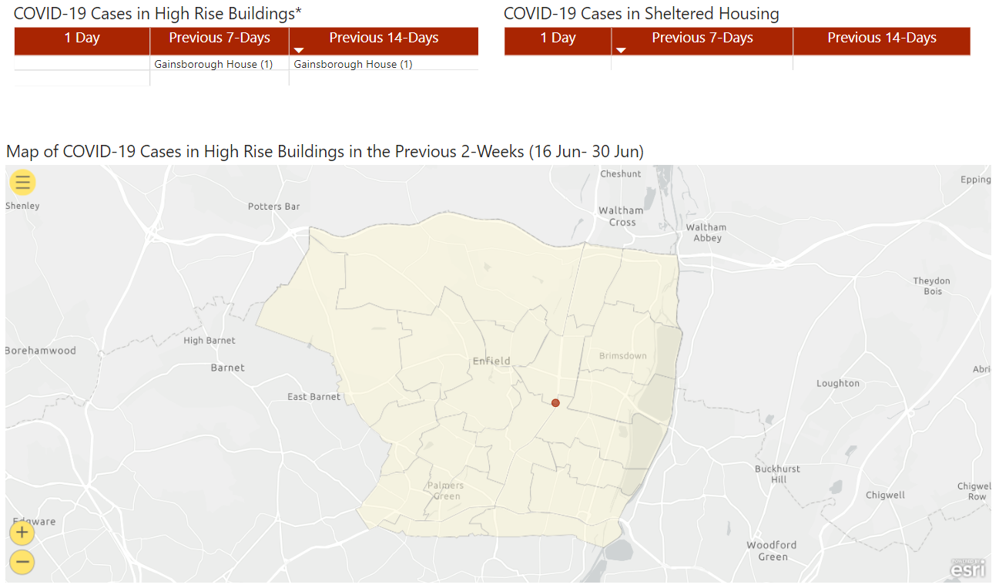 COVID-19 Cases in High Rise Buildings*
COVID-19 Cases in Sheltered Housing
1 Day Previous 7-Days Previous 14-Days
1 Day Previous 7-Days Previous 14-Days
Gainsborough House (1) Gainsborough House (1)
Map of COVID-19 Cases in High Rise Buildings in the Previous 2-Weeks (16 Jun- 30 Jun)
Cheshunt
Epping
Shenley
Potters Bar
Waltham
Cross
Waltham
Abbey
Theydon
Bois
High Barnet
Borehamwood
Barnet
Enfield
Brimsdown
Abri
Loughton
East Barnet
Buckhurst
Hill
Palmers
Green
Chigwell
Chigwel
Row
Edgware
Woodford
Green
POWERED BY
esri